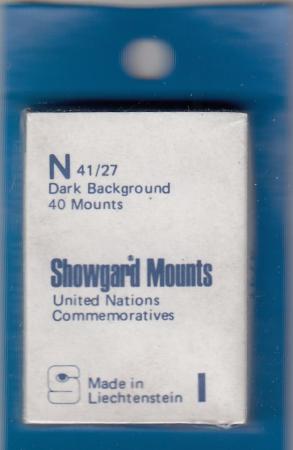 N 41/27
Dark Background
40 Mounts
Showgard Mounts
United Nations
Commemoratives
Made in
Liechtenstein